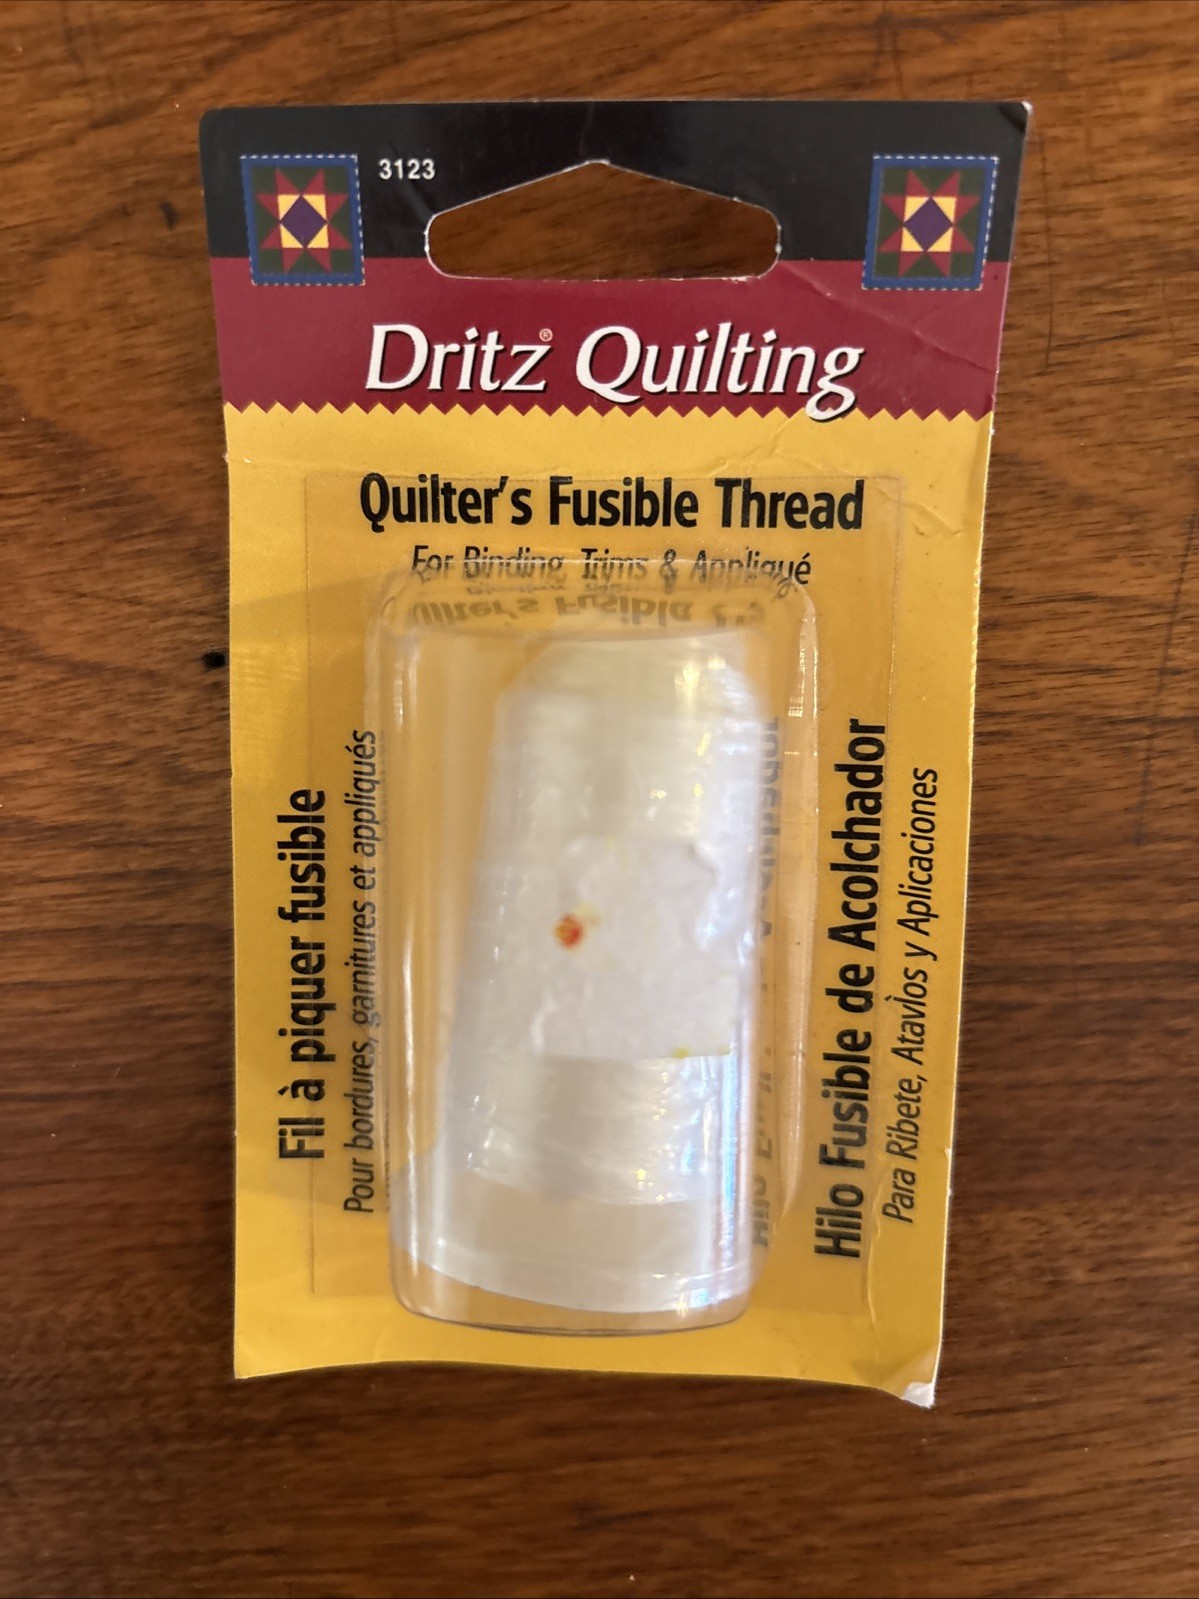 3123
Dritz® Quilting
Quilter's Fusible Thread
For Binding, Trims & Appliqué
Fil à piquer fusible
Pour bordures, garnitures et appliqués
Hilo Fusible de Acolchador
Para Ribete, Atavìos y Aplicaciones